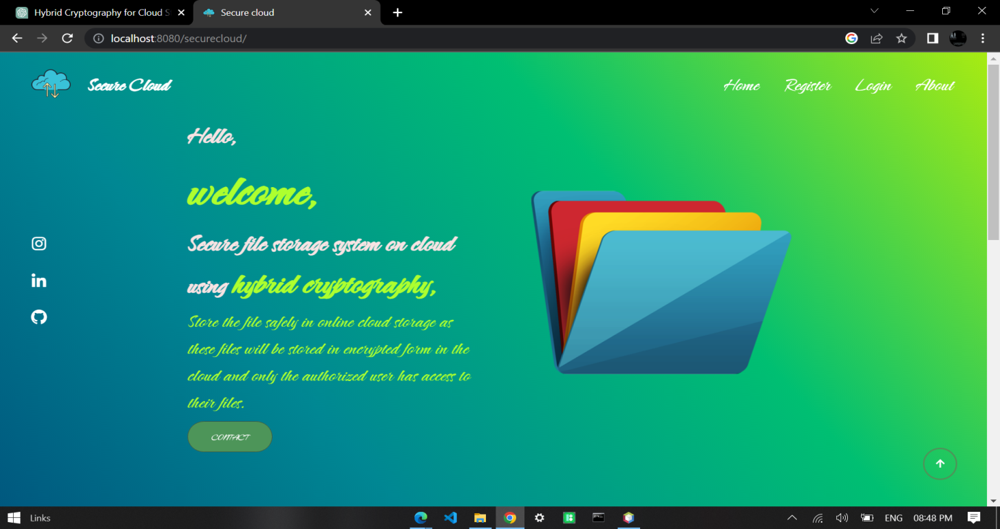 Hybrid Cryptography for Cloud S
Secure cloud
localhost:8080/securecloud/
Secure Cloud
Home Register Login About
Hello,
welcome,
Secure file storage system on cloud
using hybrid cryptography,
Store the file safely in online cloud storage as
these files will be stored in encrypted form in the
cloud and only the authorized user has access to
their files.
CONTACT
Links
ENG 08:48 PM